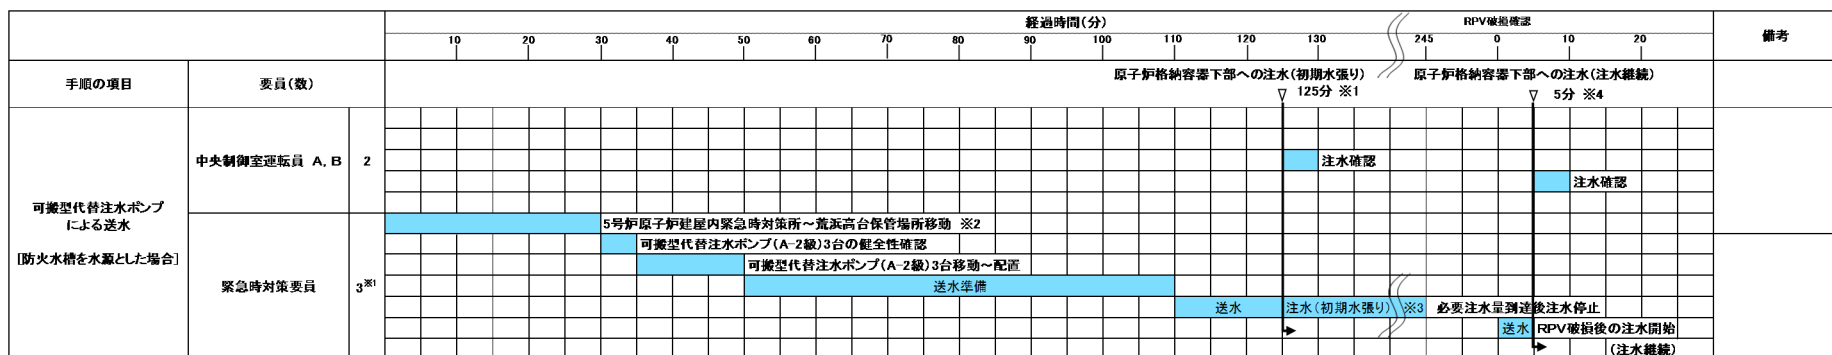 経過時間(分)
RPV破損確認
備考
10 20 30 40 50 60 70 80 90 100 110 120 130 245 0 10 20
手順の項目
要員(数)
原子炉格納容器下部への注水(初期水張り)
125分 ※1
原子炉格納容器下部への注水(注水継続)
5分 ※4
可搬型代替注水ポンプ
による送水
[防火水槽を水源とした場合]
中央制御室運転員 A, B
2
注水確認
注水確認
緊急時対策要員
3※1
5号炉原子炉建屋内緊急時対策所～荒浜高台保管場所移動 ※2
可搬型代替注水ポンプ(A-2級)3台の健全性確認
可搬型代替注水ポンプ(A-2級)3台移動～配置
送水準備
送水
注水(初期水張り) ※3
必要注水量到達後注水停止
送水
RPV破損後の注水開始
(注水継続)